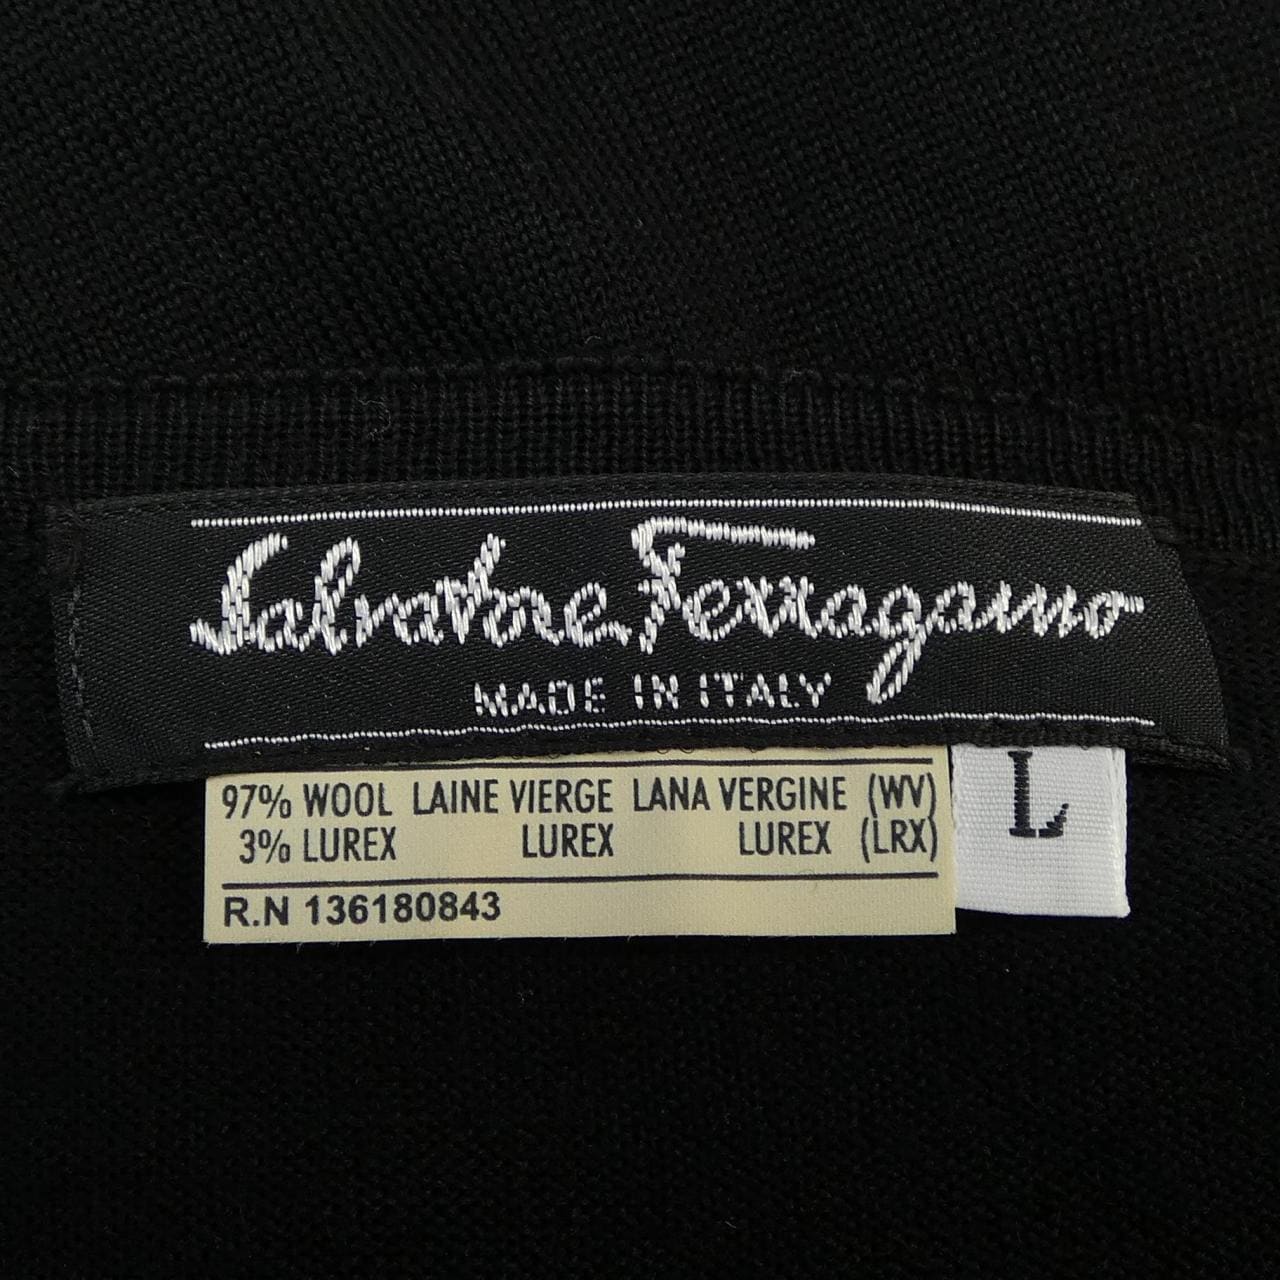 Salvatore Ferragamo
MADE IN ITALY
97% WOOL LAINE VIERGE LANA VERGINE (WV)
3% LUREX LUREX LUREX (LRX)
R.N 136180843
L